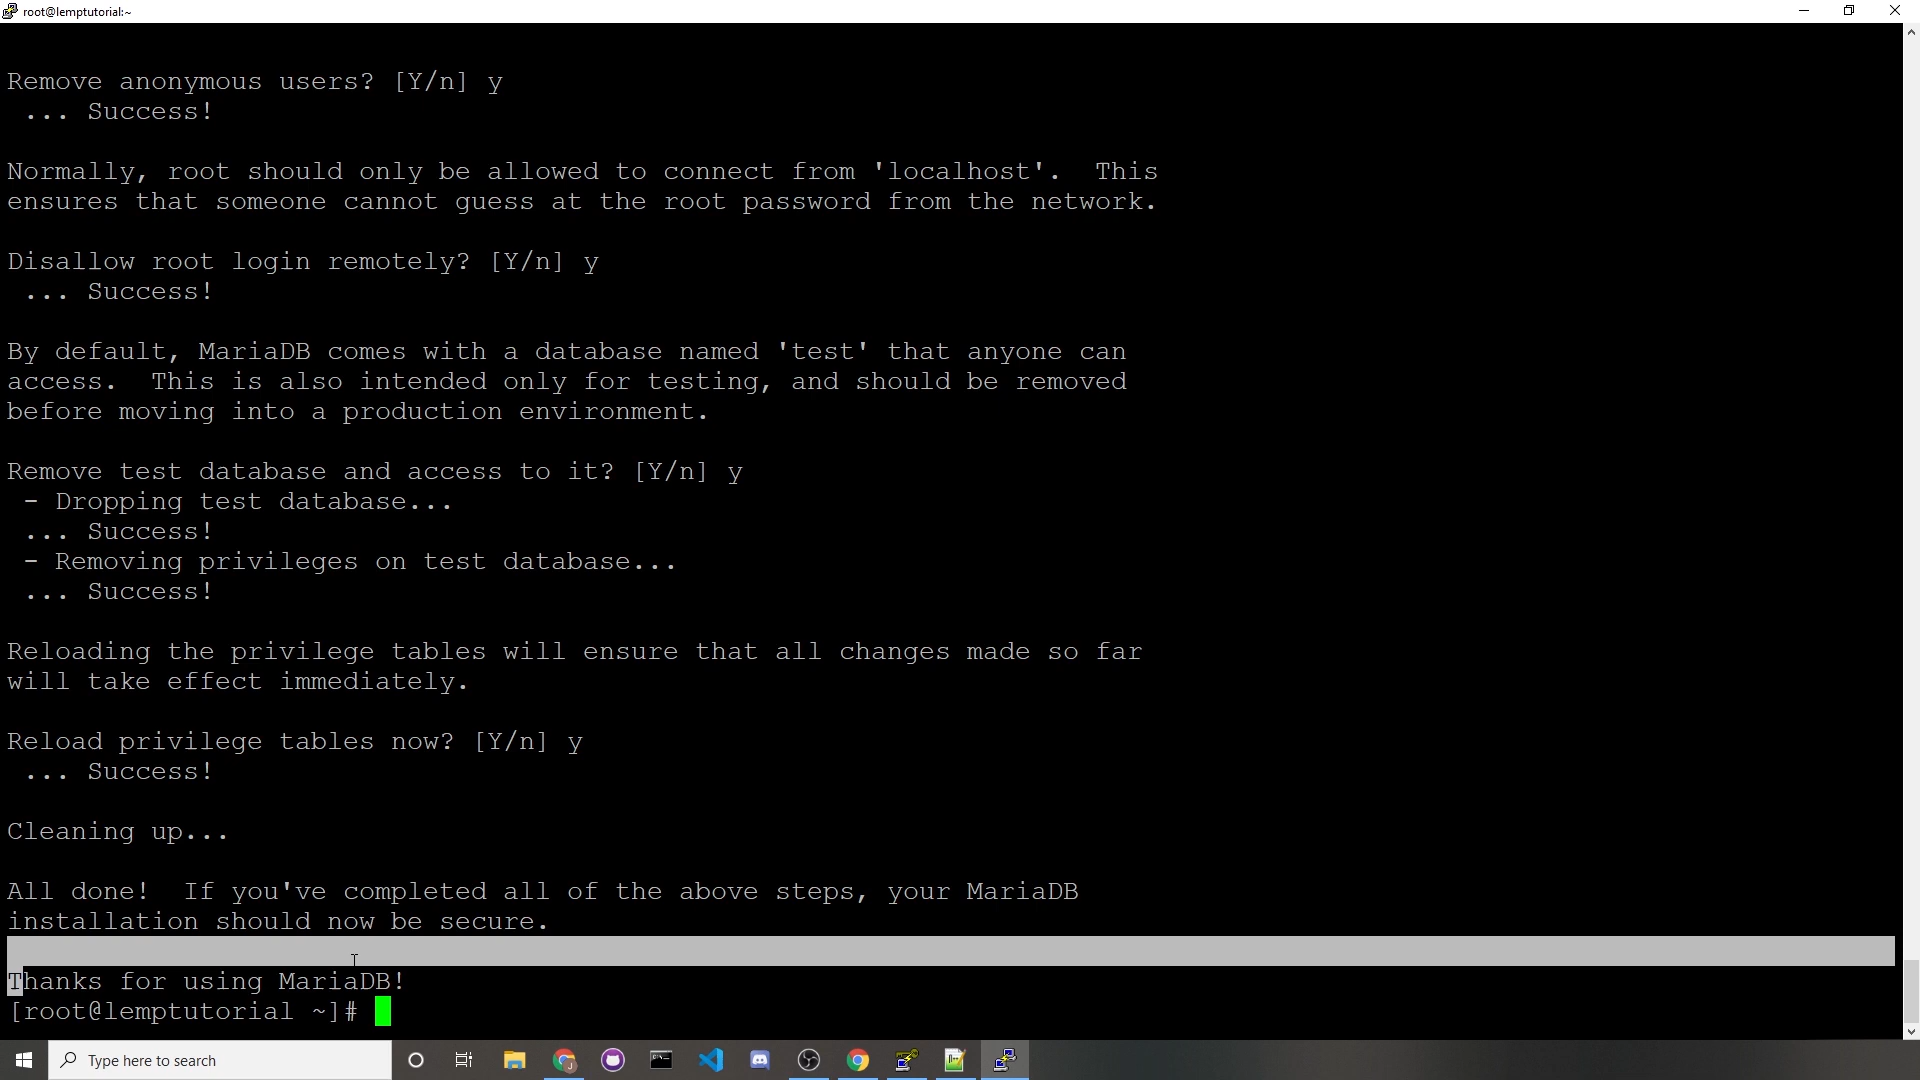 root@lemptutorial:~
Remove anonymous users? [Y/n] y
 ... Success!
Normally, root should only be allowed to connect from 'localhost'.  This
ensures that someone cannot guess at the root password from the network.
Disallow root login remotely? [Y/n] y
 ... Success!
By default, MariaDB comes with a database named 'test' that anyone can
access.  This is also intended only for testing, and should be removed
before moving into a production environment.
Remove test database and access to it? [Y/n] y
 - Dropping test database...
 ... Success!
 - Removing privileges on test database...
 ... Success!
Reloading the privilege tables will ensure that all changes made so far
will take effect immediately.
Reload privilege tables now? [Y/n] y
 ... Success!
Cleaning up...
All done!  If you've completed all of the above steps, your MariaDB
installation should now be secure.
Thanks for using MariaDB!
[root@lemptutorial ~]#
Type here to search